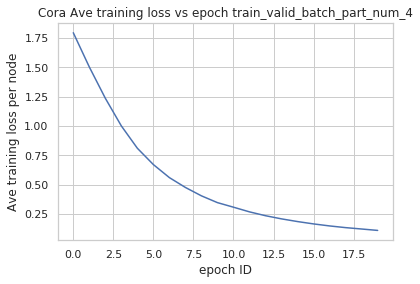 Cora Ave training loss vs epoch train_valid_batch_part_num_4
Ave training loss per node
1.75
1.50
1.25
1.00
0.75
0.50
0.25
0.0 2.5 5.0 7.5 10.0 12.5 15.0 17.5
epoch ID